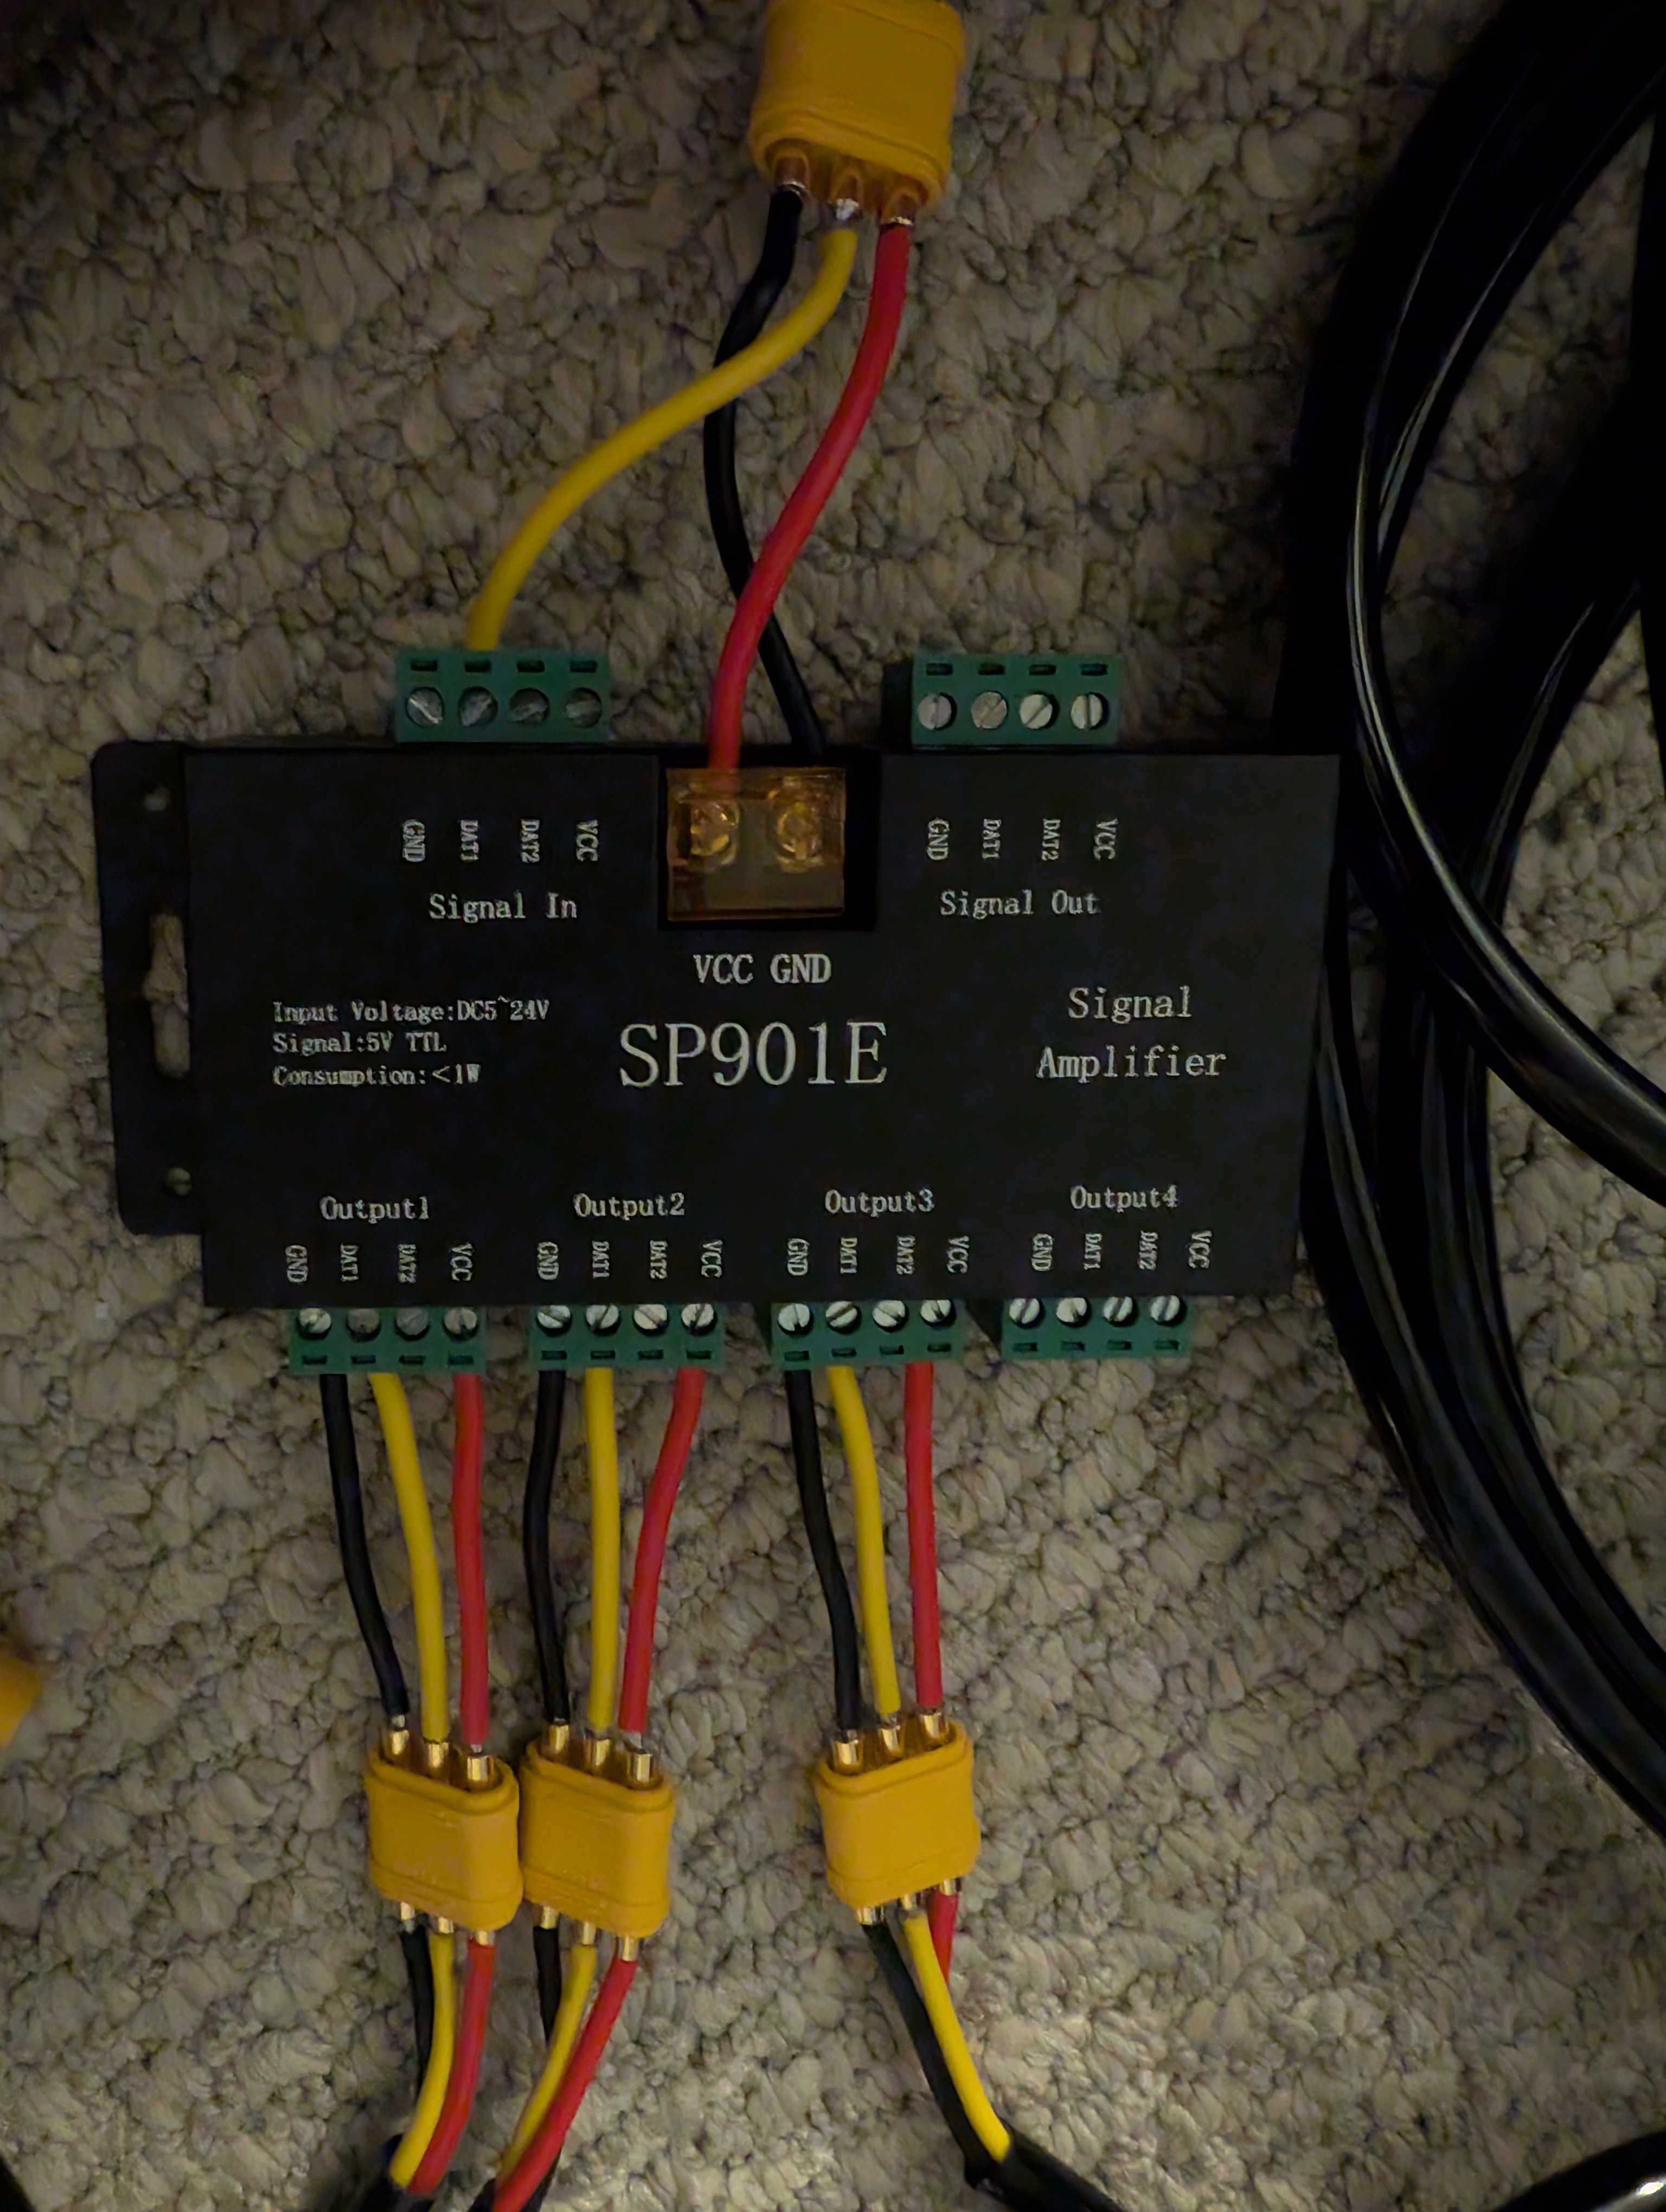 GND DAT1 DAT2 VCC
Signal In
GND DAT1 DAT2 VCC
Signal Out
VCC GND
Input Voltage:DC5~24V
Signal:5V TTL
Consumption:<1W
SP901E
Signal
Amplifier
Output1
GND DAT1 DAT2 VCC
Output2
GND DAT1 DAT2 VCC
Output3
GND DAT1 DAT2 VCC
Output4
GND DAT1 DAT2 VCC